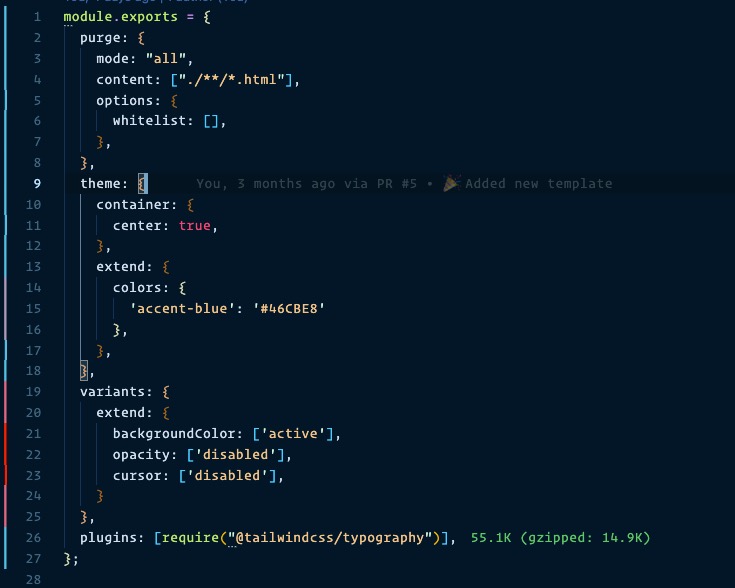 1 module.exports = {
2 purge: {
3 mode: "all",
4 content: ["./**/*.html"],
5 options: {
6 whitelist: [],
7 },
8 },
9 theme: { You, 3 months ago via PR #5 • 🎉 Added new template
10 container: {
11 center: true,
12 },
13 extend: {
14 colors: {
15 'accent-blue': '#46CBE8'
16 },
17 },
18 },
19 variants: {
20 extend: {
21 backgroundColor: ['active'],
22 opacity: ['disabled'],
23 cursor: ['disabled'],
24 }
25 },
26 plugins: [require("@tailwindcss/typography")], 55.1K (gzipped: 14.9K)
27 };
28